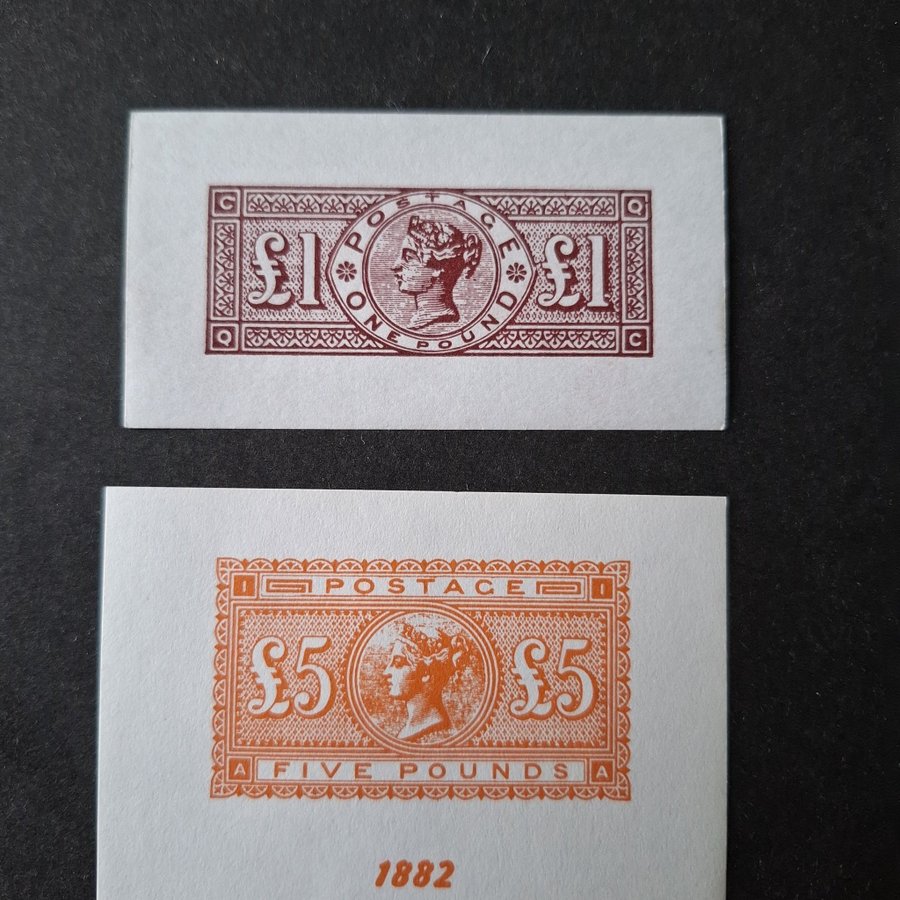 C Q
POSTAGE
£1 £1
ONE POUND
Q C
I POSTAGE I
£5 £5
A FIVE POUNDS A
1882